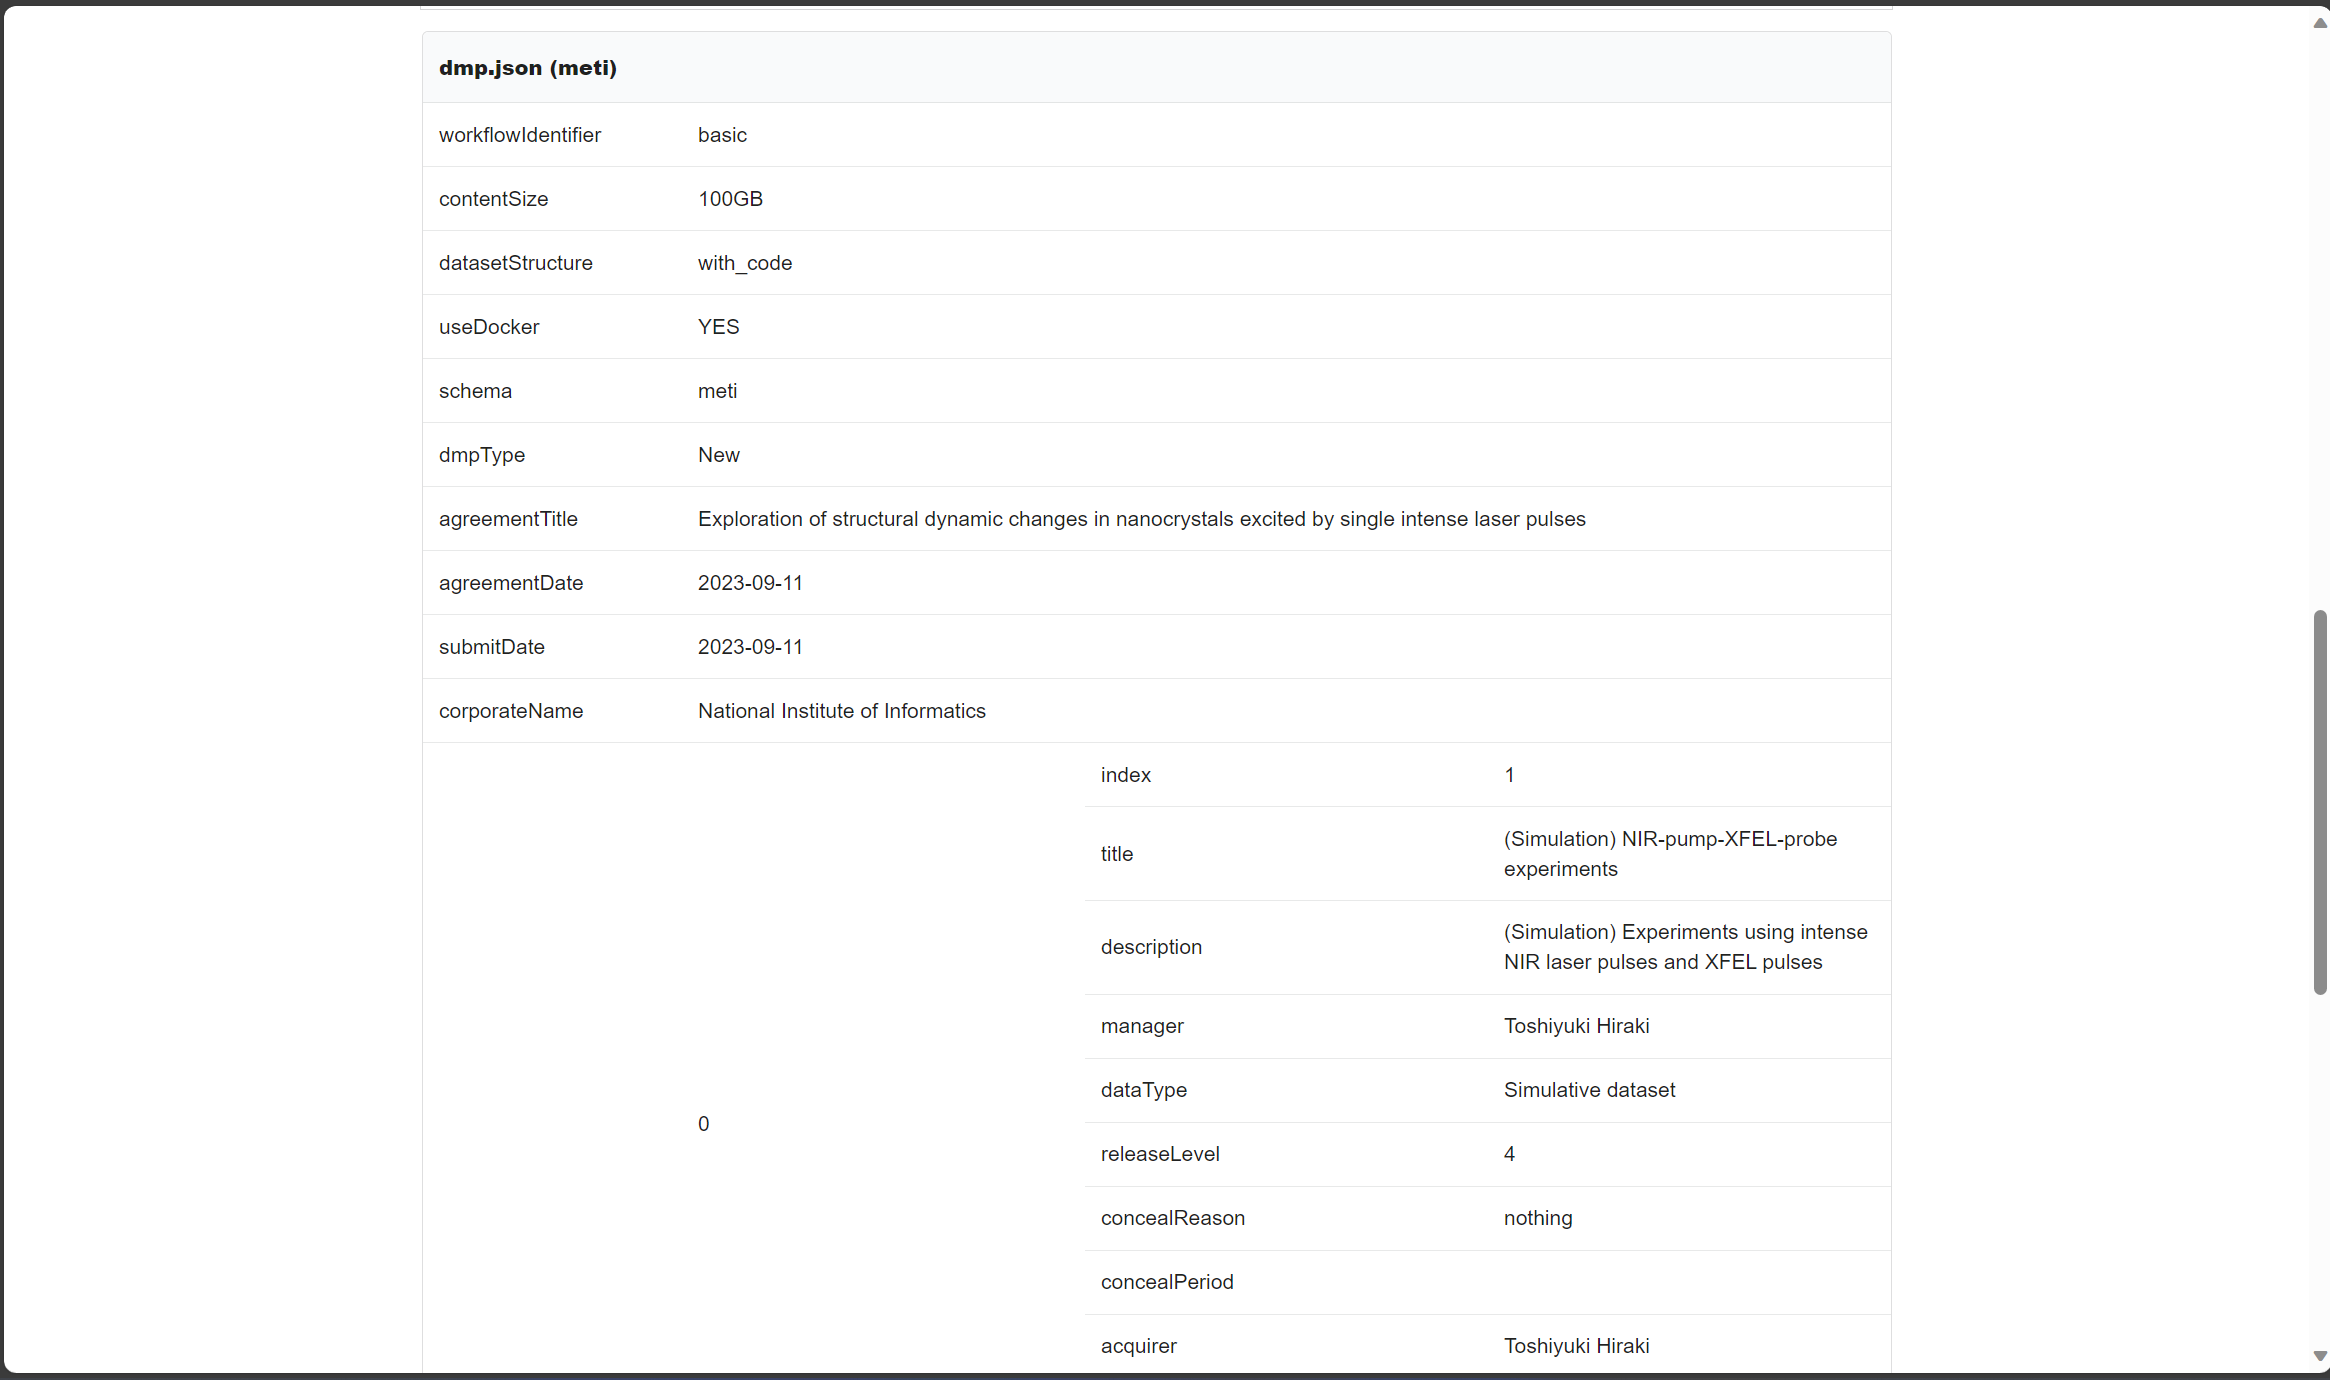 dmp.json (meti)
workflowIdentifier basic
contentSize 100GB
datasetStructure with_code
useDocker YES
schema meti
dmpType New
agreementTitle Exploration of structural dynamic changes in nanocrystals excited by single intense laser pulses
agreementDate 2023-09-11
submitDate 2023-09-11
corporateName National Institute of Informatics
0
index 1
title (Simulation) NIR-pump-XFEL-probe
experiments
description (Simulation) Experiments using intense
NIR laser pulses and XFEL pulses
manager Toshiyuki Hiraki
dataType Simulative dataset
releaseLevel 4
concealReason nothing
concealPeriod
acquirer Toshiyuki Hiraki